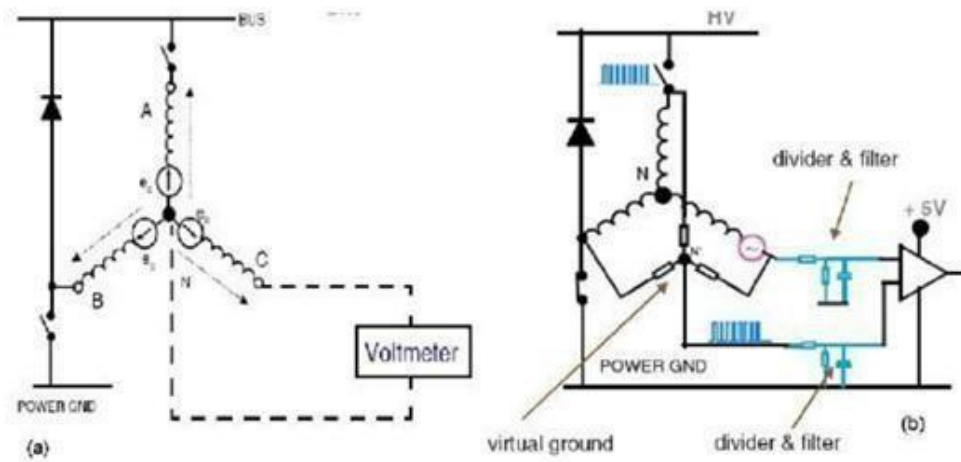 BUS
A
B
C
N
Voltmeter
POWER GND
(a)
HV
N
N'
divider & filter
+ 5V
POWER GND
virtual ground
divider & filter
(b)